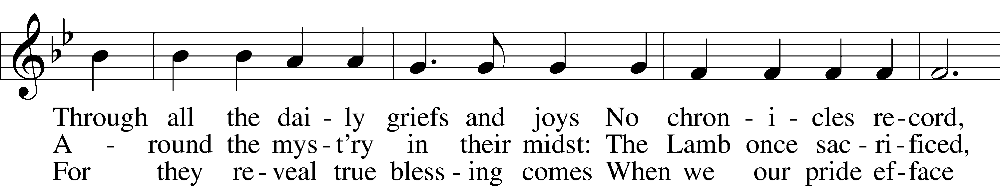 Through all the dai - ly griefs and joys No chron - i - cles re - cord,
A - round the mys - t'ry in their midst: The Lamb once sac - ri - ficed,
For they re - veal true bless - ing comes When we our pride ef - face